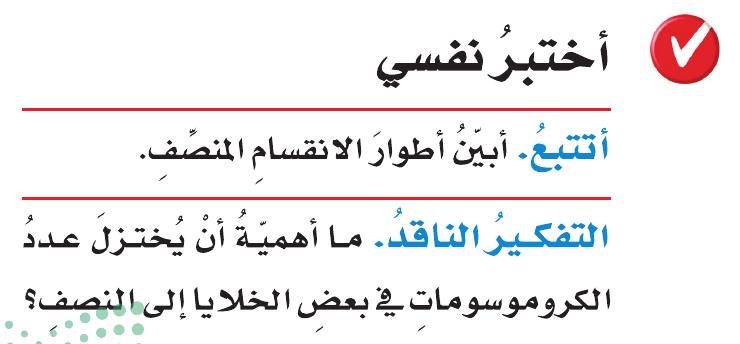 أختبرُ نفسي
أتتبعُ. أبيّنُ أطوارَ الانقسامِ المنصِّفِ.
التفكيرُ الناقدُ. ما أهميّةُ أنْ يُختزلَ عددُ
الكروموسوماتِ في بعضِ الخلايا إلى النصفِ؟